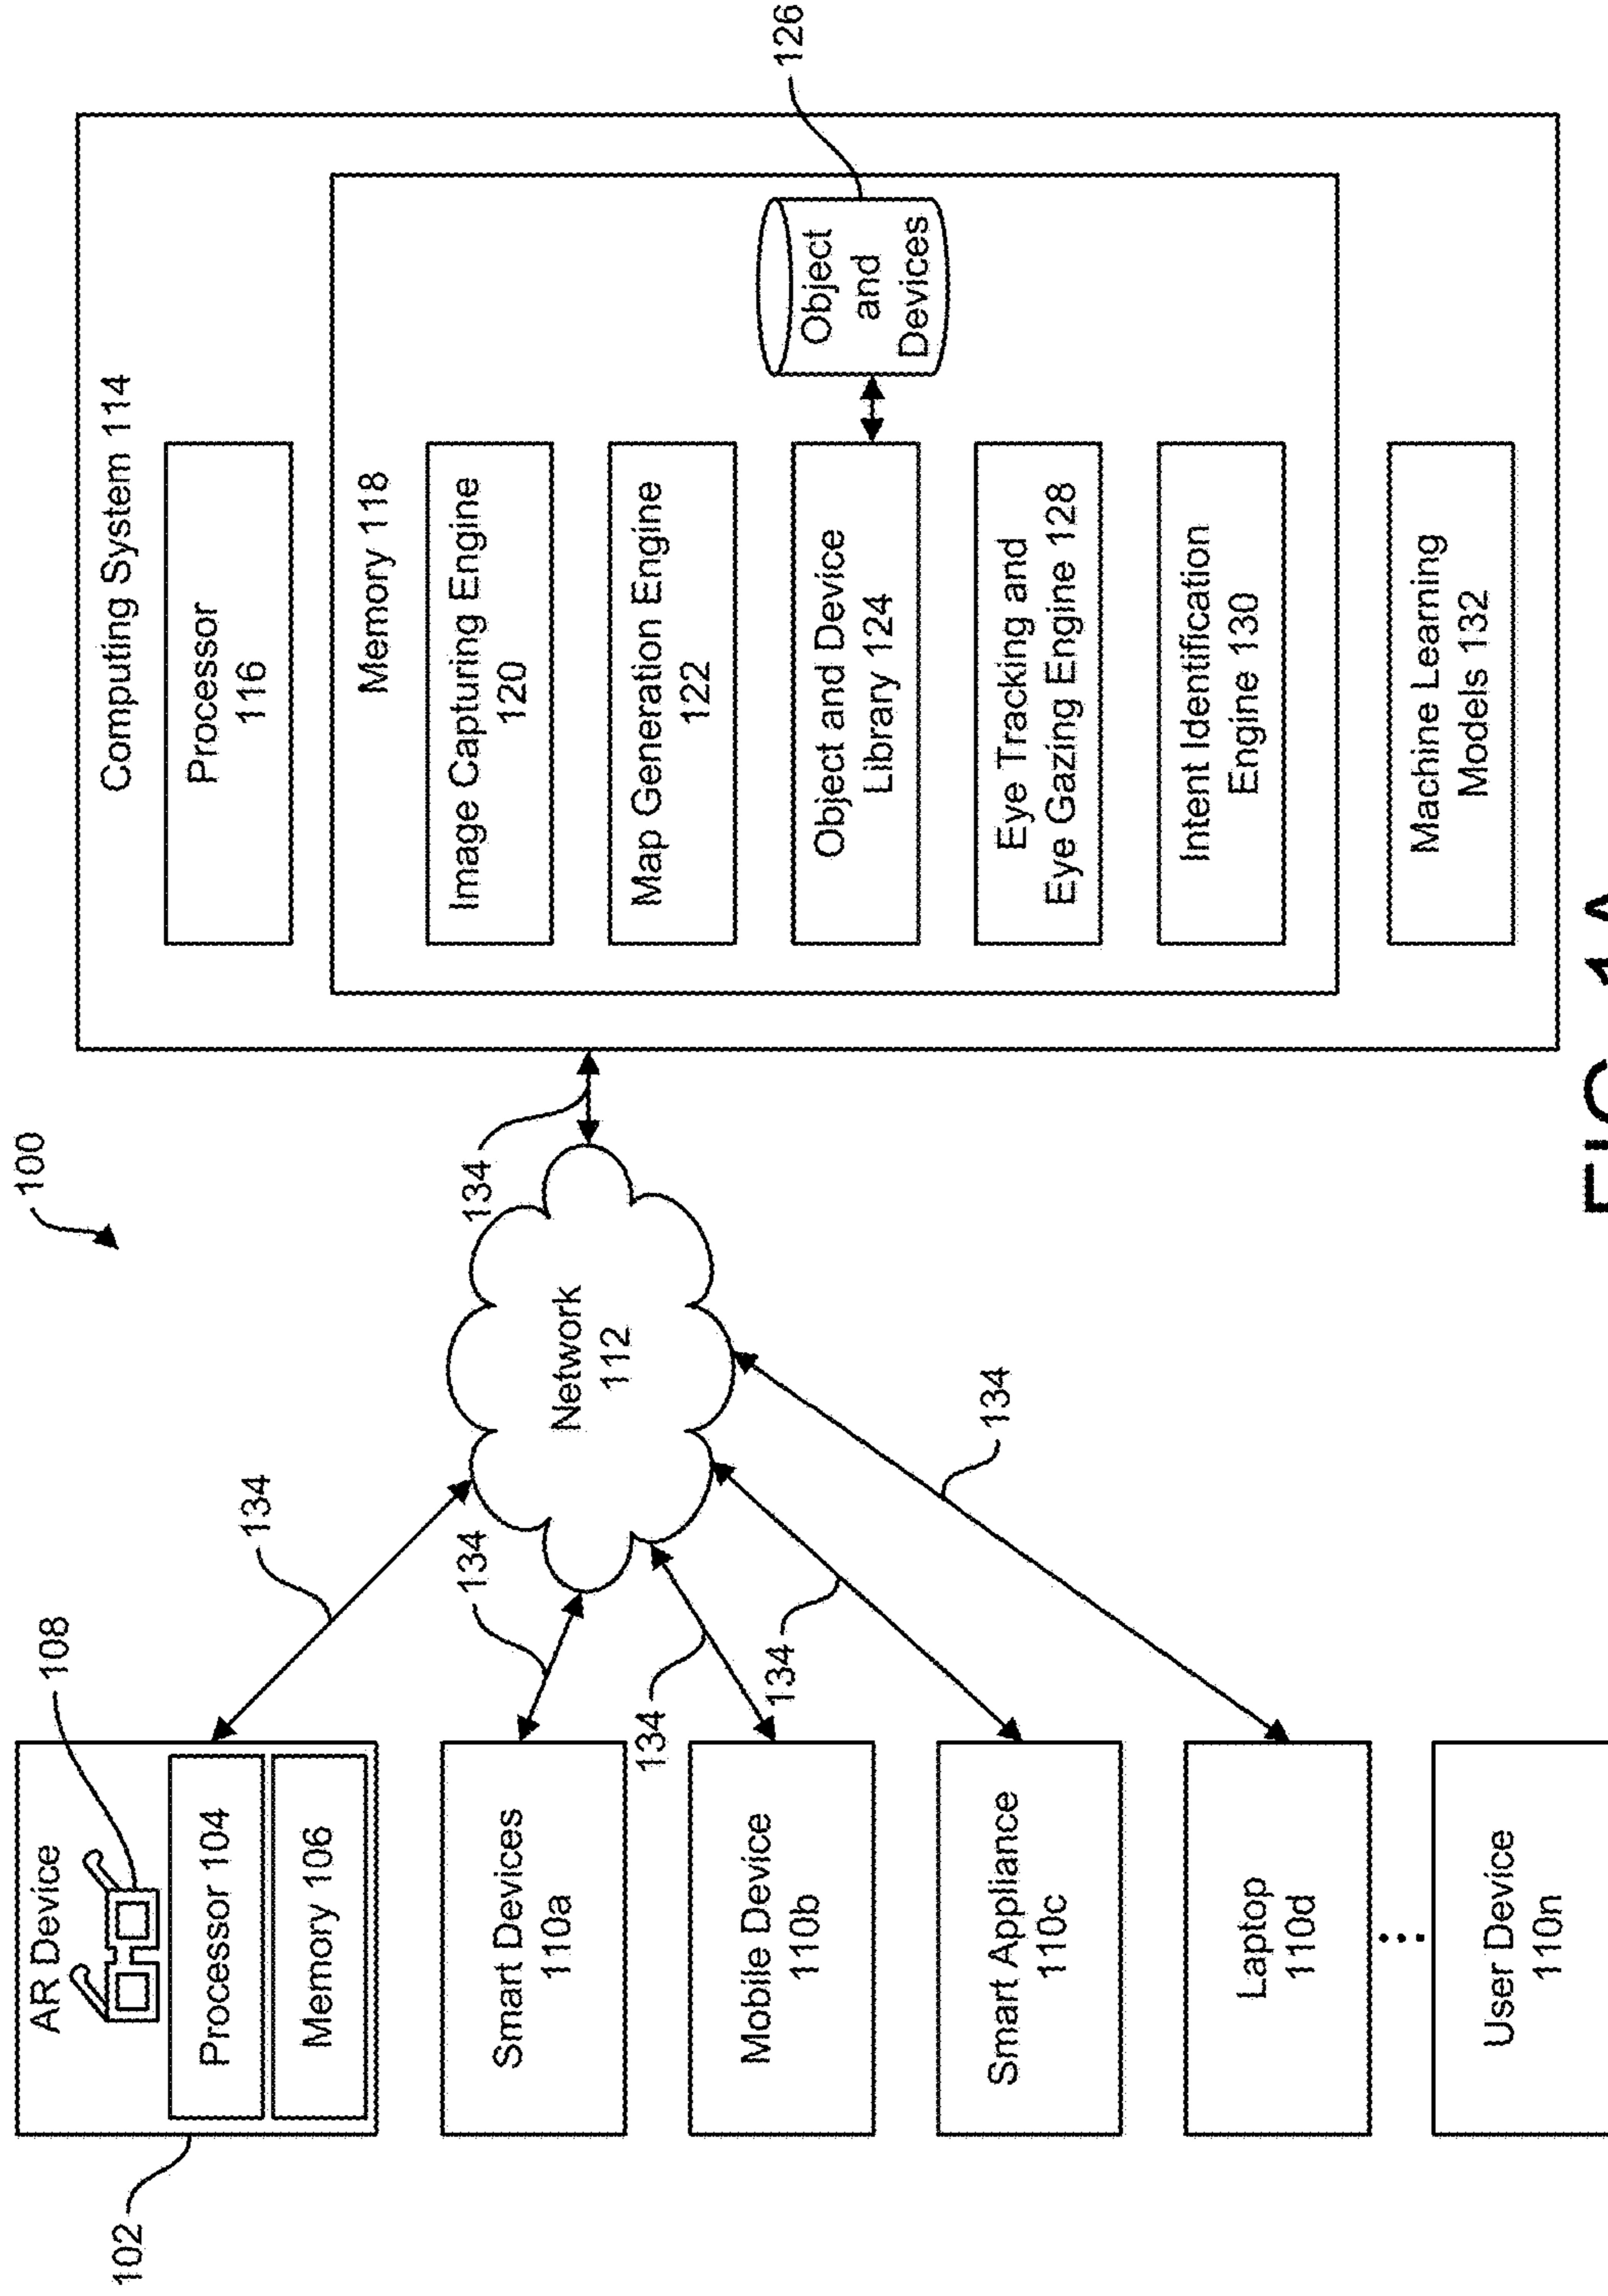 100
102
AR Device
108
Processor 104
Memory 106
Smart Devices
110a
Mobile Device
110b
Smart Appliance
110c
Laptop
110d
User Device
110n
134
134
134
134
134
134
Network
112
Computing System 114
Processor
116
Memory 118
Image Capturing Engine
120
Map Generation Engine
122
Object and Device
Library 124
Object
and
Devices
126
Eye Tracking and
Eye Gazing Engine 128
Intent Identification
Engine 130
Machine Learning
Models 132